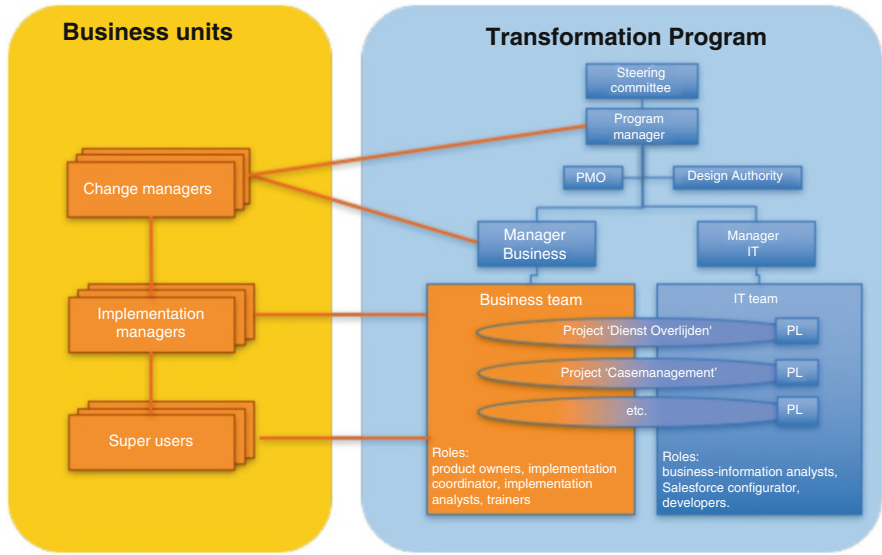 Business units
Change managers
Implementation
managers
Super users
Transformation Program
Steering
committee
Program
manager
PMO
Design Authority
Manager
Business
Manager
IT
Business team
IT team
Project 'Dienst Overlijden'
PL
Project ‘Casemanagement’
PL
etc.
PL
Roles:
product owners, implementation
coordinator, implementation
analysts, trainers
Roles:
business-information analysts,
Salesforce configurator,
developers.